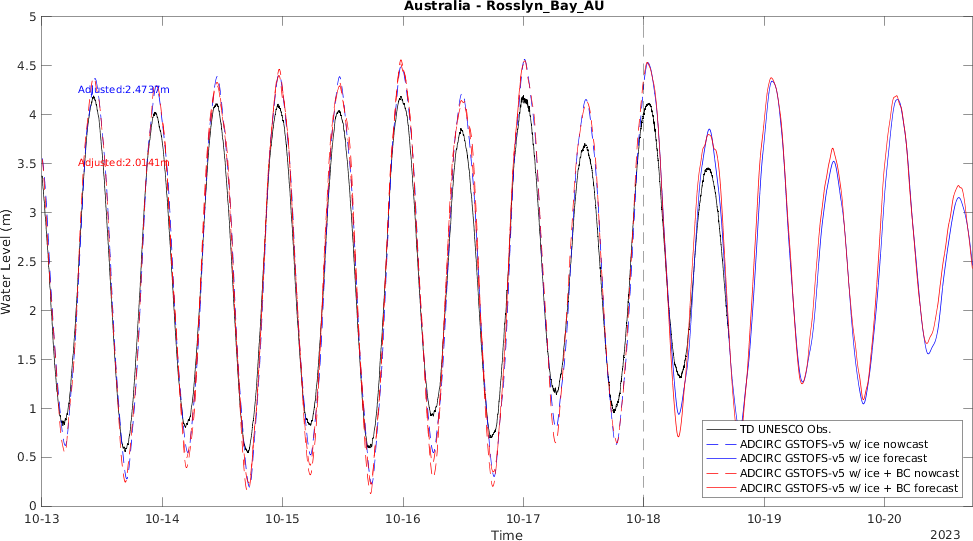 Australia - Rosslyn_Bay_AU
5
4.5
4
3.5
3
2.5
2
1.5
1
0.5
0
Water Level (m)
Adjusted:2.4737m
Adjusted:2.0141m
TD UNESCO Obs.
ADCIRC GSTOFS-v5 w/ ice nowcast
ADCIRC GSTOFS-v5 w/ ice forecast
ADCIRC GSTOFS-v5 w/ ice + BC nowcast
ADCIRC GSTOFS-v5 w/ ice + BC forecast
10-13 10-14 10-15 10-16 10-17 10-18 10-19 10-20
Time
2023